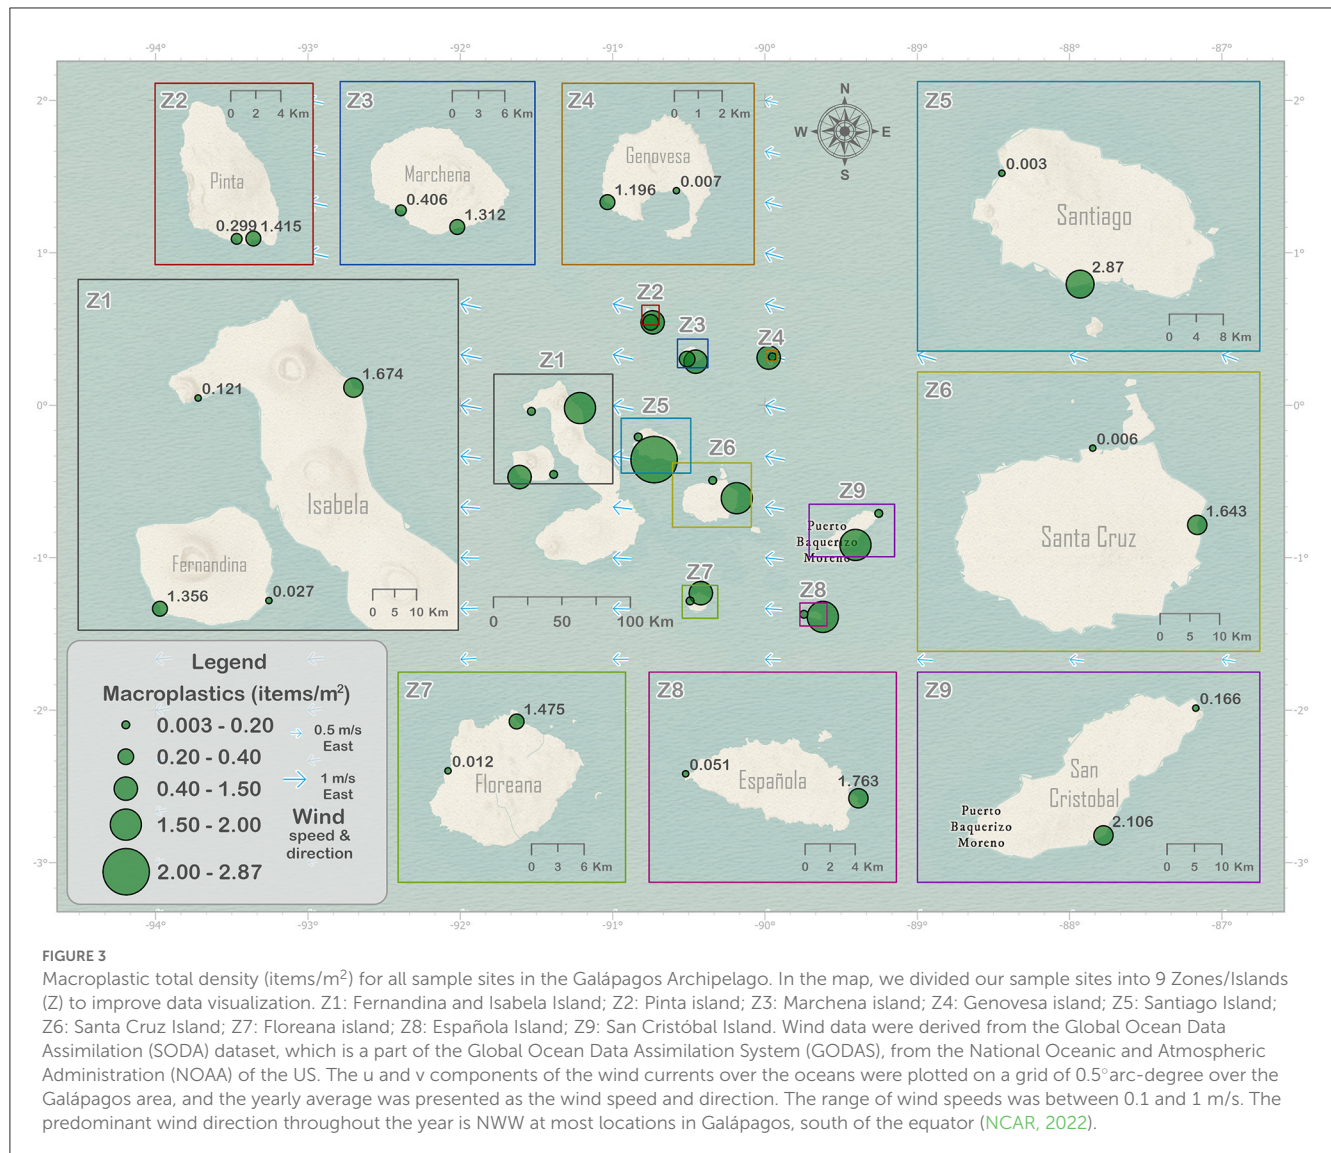 -94° -93° -92° -91° -90° -89° -88° -87°
2° 2°
1° 1°
0° 0°
-1° -1°
-2° -2°
-3° -3°
Z2
0 2 4 Km
Pinta
0.299 1.415
Z3
0 3 6 Km
Marchena
0.406
1.312
Z4
0 1 2 Km
Genovesa
1.196
0.007
N
W E
S
Z5
0.003
Santiago
2.87
0 4 8 Km
Z1
0.121
1.674
Isabela
Fernandina
1.356
0.027
0 5 10 Km
Z2
Z3
Z4
Z1
Z5
Z6
Z9
Puerto
Baquerizo
Moreno
Z7
Z8
0 50 100 Km
Z6
0.006
1.643
Santa Cruz
0 5 10 Km
Legend
Macroplastics (items/m²)
0.003 - 0.20
0.20 - 0.40
0.40 - 1.50
1.50 - 2.00
2.00 - 2.87
0.5 m/s
East
1 m/s
East
Wind
speed &
direction
Z7
1.475
0.012
Floreana
0 3 6 Km
Z8
0.051
Española
1.763
0 2 4 Km
Z9
0.166
San
Cristobal
Puerto
Baquerizo
Moreno
2.106
0 5 10 Km
-94° -93° -92° -91° -90° -89° -88° -87°
FIGURE 3
Macroplastic total density (items/m²) for all sample sites in the Galápagos Archipelago. In the map, we divided our sample sites into 9 Zones/Islands
(Z) to improve data visualization. Z1: Fernandina and Isabela Island; Z2: Pinta island; Z3: Marchena island; Z4: Genovesa island; Z5: Santiago Island;
Z6: Santa Cruz Island; Z7: Floreana island; Z8: Española Island; Z9: San Cristóbal Island. Wind data were derived from the Global Ocean Data
Assimilation (SODA) dataset, which is a part of the Global Ocean Data Assimilation System (GODAS), from the National Oceanic and Atmospheric
Administration (NOAA) of the US. The u and v components of the wind currents over the oceans were plotted on a grid of 0.5°arc-degree over the
Galápagos area, and the yearly average was presented as the wind speed and direction. The range of wind speeds was between 0.1 and 1 m/s. The
predominant wind direction throughout the year is NWW at most locations in Galápagos, south of the equator (NCAR, 2022).